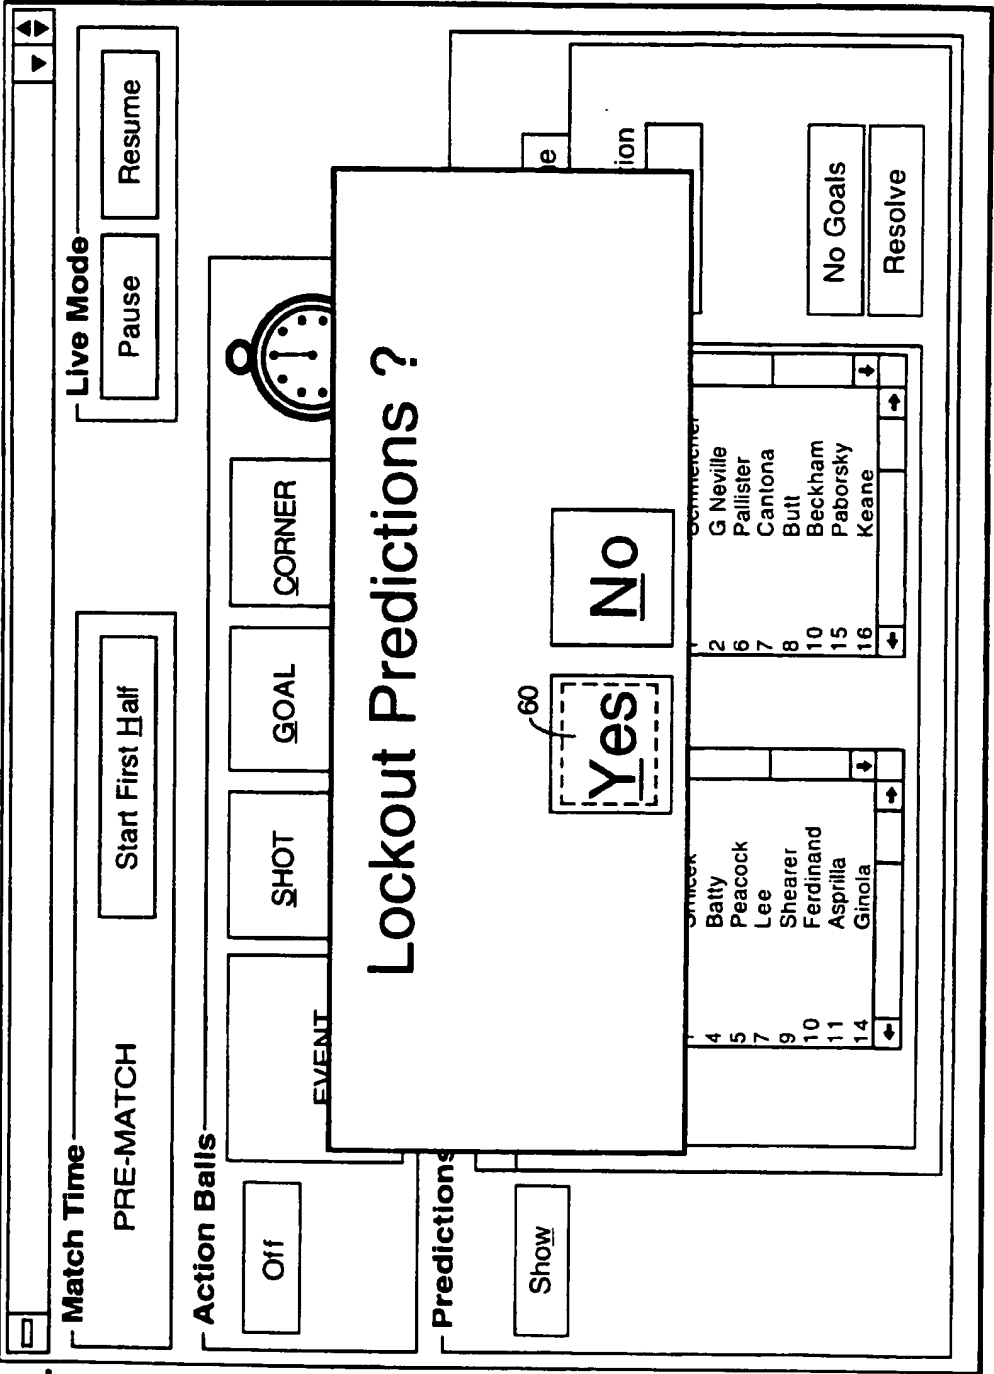 Match Time
PRE-MATCH
Start First Half
Live Mode
Pause
Resume
Action Balls
Off
EVENT
SHOT
GOAL
CORNER
Lockout Predictions ?
60
Yes
No
Predictions
Show
4 Batty
5 Peacock
7 Lee
9 Shearer
10 Ferdinand
11 Asprilla
14 Ginola
2 G Neville
6 Pallister
7 Cantona
8 Butt
10 Beckham
15 Paborsky
16 Keane
No Goals
Resolve